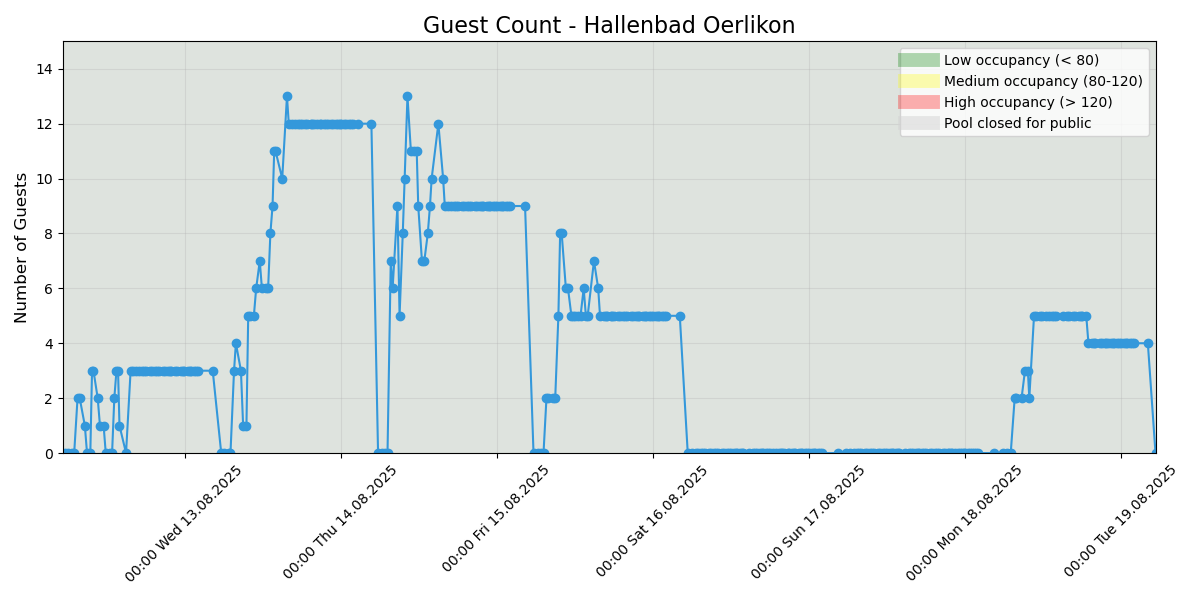 Guest Count - Hallenbad Oerlikon
Low occupancy (< 80)
Medium occupancy (80-120)
High occupancy (> 120)
Pool closed for public
Number of Guests
14
12
10
8
6
4
2
0
00:00 Wed 13.08.2025
00:00 Thu 14.08.2025
00:00 Fri 15.08.2025
00:00 Sat 16.08.2025
00:00 Sun 17.08.2025
00:00 Mon 18.08.2025
00:00 Tue 19.08.2025